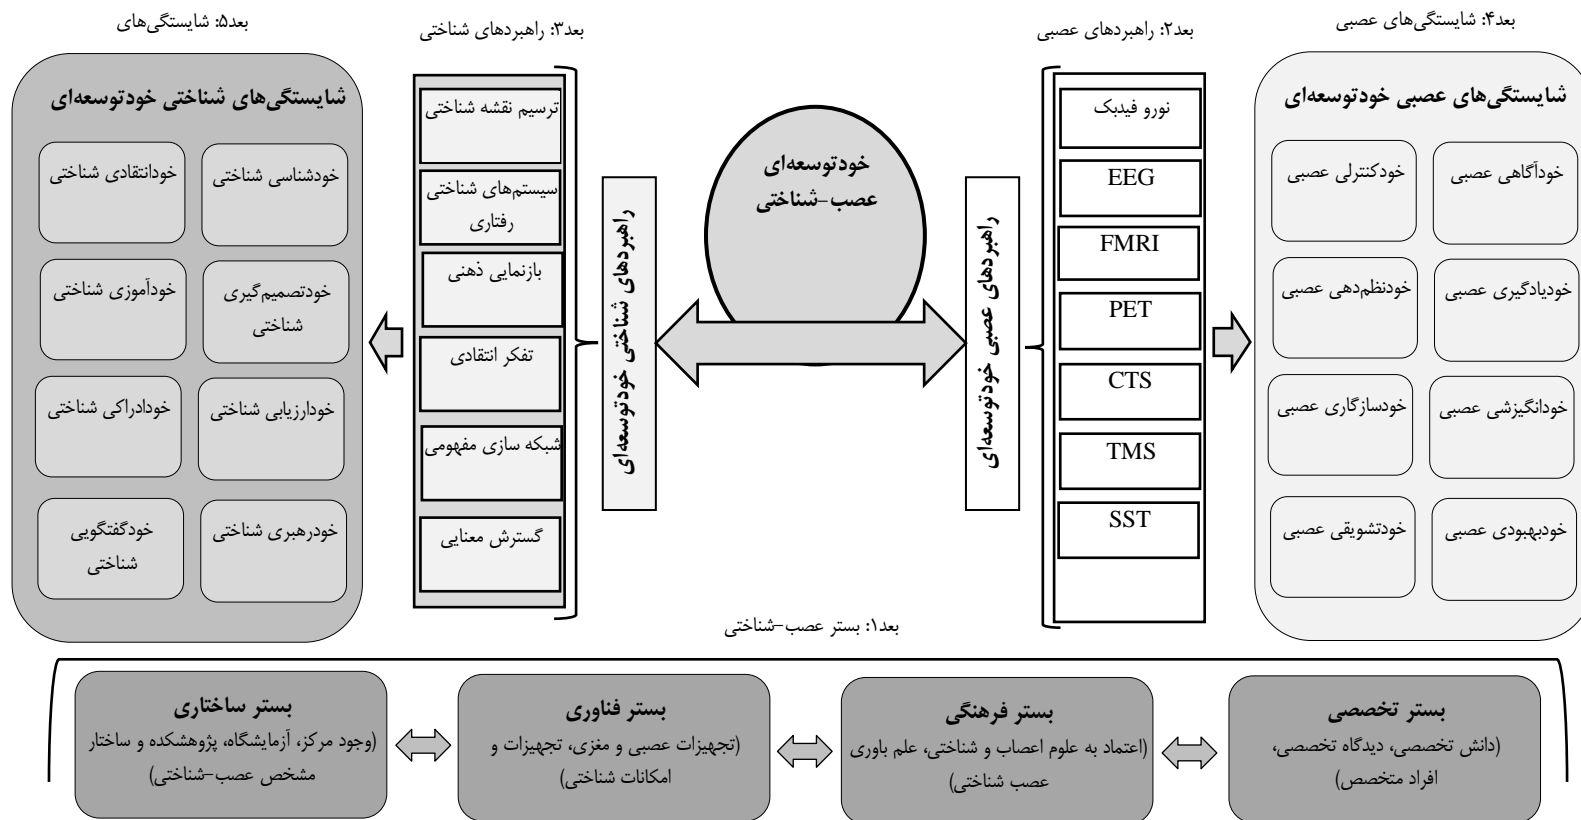 بعد۴: شایستگی‌های عصبی
شایستگی‌های عصبی خودتوسعه‌ای
خودآگاهی عصبی
خودکنترلی عصبی
خودیادگیری عصبی
خودنظم‌دهی عصبی
خودانگیزشی عصبی
خودسازگاری عصبی
خودبهبودی عصبی
خودتشویقی عصبی
بعد۲: راهبردهای عصبی
نورو فیدبک
EEG
FMRI
PET
CTS
TMS
SST
راهبردهای عصبی خودتوسعه‌ای
خودتوسعه‌ای
عصب-شناختی
راهبردهای شناختی خودتوسعه‌ای
بعد۳: راهبردهای شناختی
ترسیم نقشه شناختی
سیستم‌های شناختی
رفتاری
بازنمایی ذهنی
تفکر انتقادی
شبکه سازی مفهومی
گسترش معنایی
بعد۵: شایستگی‌های
شایستگی‌های شناختی خودتوسعه‌ای
خودشناسی شناختی
خودانتقادی شناختی
خودتصمیم‌گیری
شناختی
خودآموزی شناختی
خودارزیابی شناختی
خودادراکی شناختی
خودرهبری شناختی
خودگفتگویی
شناختی
بعد۱: بستر عصب-شناختی
بستر تخصصی
(دانش تخصصی، دیدگاه تخصصی،
افراد متخصص)
بستر فرهنگی
(اعتماد به علوم اعصاب و شناختی، علم باوری
عصب شناختی)
بستر فناوری
(تجهیزات عصبی و مغزی، تجهیزات و
امکانات شناختی)
بستر ساختاری
(وجود مرکز، آزمایشگاه، پژوهشکده و ساختار
مشخص عصب-شناختی)